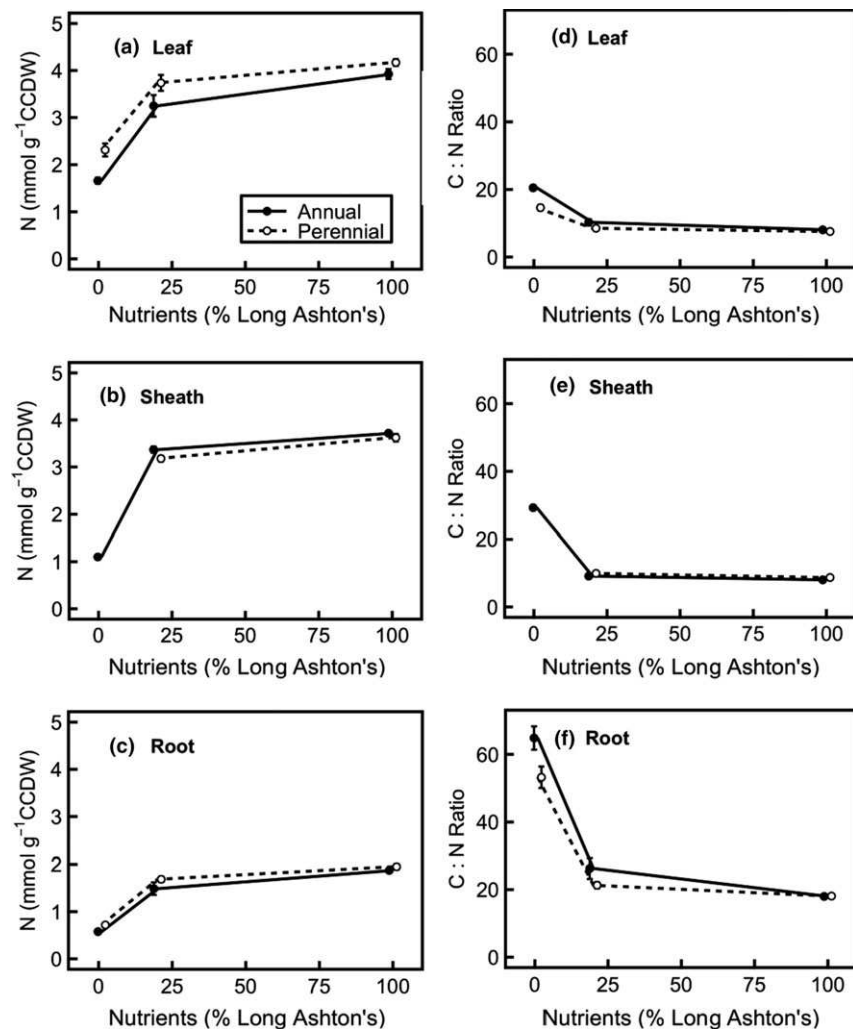 (a) Leaf
N (mmol g⁻¹CCDW)
5
4
3
2
1
0
Annual
Perennial
0 25 50 75 100
Nutrients (% Long Ashton's)
(d) Leaf
C : N Ratio
60
40
20
0
0 25 50 75 100
Nutrients (% Long Ashton's)
(b) Sheath
N (mmol g⁻¹CCDW)
5
4
3
2
1
0
0 25 50 75 100
Nutrients (% Long Ashton's)
(e) Sheath
C : N Ratio
60
40
20
0
0 25 50 75 100
Nutrients (% Long Ashton's)
(c) Root
N (mmol g⁻¹CCDW)
5
4
3
2
1
0
0 25 50 75 100
Nutrients (% Long Ashton's)
(f) Root
C : N Ratio
60
40
20
0
0 25 50 75 100
Nutrients (% Long Ashton's)